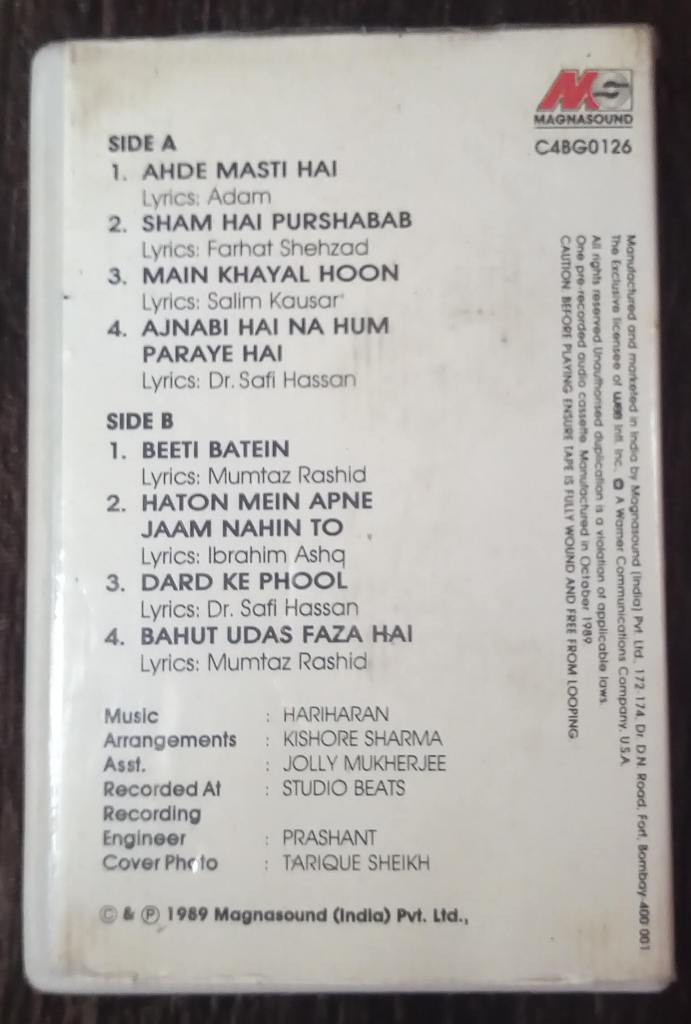 MS
MAGNASOUND
C4BG0126
SIDE A
1. AHDE MASTI HAI
Lyrics: Adam
2. SHAM HAI PURSHABAB
Lyrics: Farhat Shehzad
3. MAIN KHAYAL HOON
Lyrics: Salim Kausar
4. AJNABI HAI NA HUM
PARAYE HAI
Lyrics: Dr. Safi Hassan
SIDE B
1. BEETI BATEIN
Lyrics: Mumtaz Rashid
2. HATON MEIN APNE
JAAM NAHIN TO
Lyrics: Ibrahim Ashq
3. DARD KE PHOOL
Lyrics: Dr. Safi Hassan
4. BAHUT UDAS FAZA HAI
Lyrics: Mumtaz Rashid
Music : HARIHARAN
Arrangements : KISHORE SHARMA
Asst. : JOLLY MUKHERJEE
Recorded At : STUDIO BEATS
Recording
Engineer : PRASHANT
Cover Photo : TARIQUE SHEIKH
© & ℗ 1989 Magnasound (India) Pvt. Ltd.,
Manufactured and marketed in India by Magnasound (India) Pvt. Ltd., 172-174, Dr. D.N. Road, Fort, Bombay-400 001
The Exclusive licensee of wea Intl. Inc., A Warner Communications Company, U.S.A.
All rights reserved Unauthorised duplication is a violation of applicable laws.
One pre-recorded audio cassette. Manufactured in October 1989
CAUTION: BEFORE PLAYING ENSURE TAPE IS FULLY WOUND AND FREE FROM LOOPING